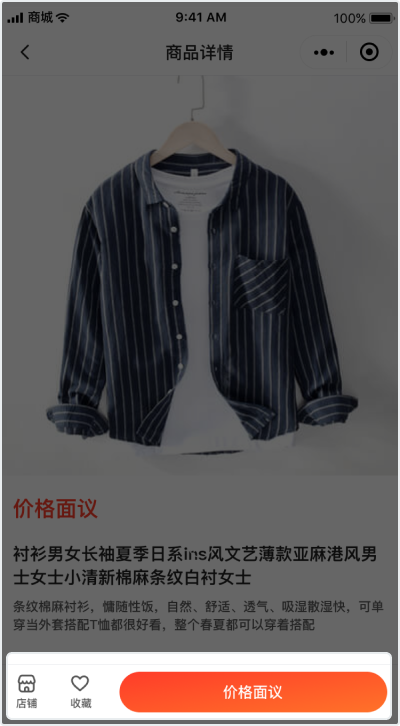 商城 9:41 AM 100%
商品详情
价格面议
衬衫男女长袖夏季日系ins风文艺薄款亚麻港风男
士女士小清新棉麻条纹白衬女士
条纹棉麻衬衫，慵随性饭，自然、舒适、透气、吸湿散湿快，可单
穿当外套搭配T恤都很好看，整个春夏都可以穿着搭配
店铺 收藏 价格面议